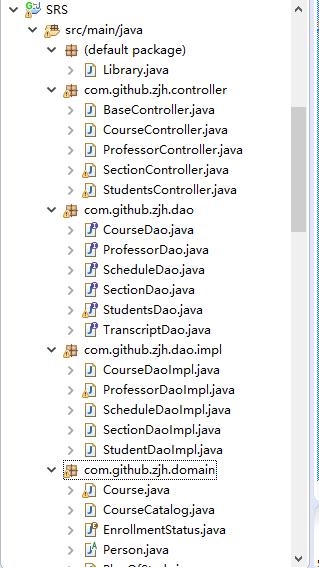 SRS
src/main/java
(default package)
Library.java
com.github.zjh.controller
BaseController.java
CourseController.java
ProfessorController.java
SectionController.java
StudentsController.java
com.github.zjh.dao
CourseDao.java
ProfessorDao.java
ScheduleDao.java
SectionDao.java
StudentsDao.java
TranscriptDao.java
com.github.zjh.dao.impl
CourseDaoImpl.java
ProfessorDaoImpl.java
ScheduleDaoImpl.java
SectionDaoImpl.java
StudentDaoImpl.java
com.github.zjh.domain
Course.java
CourseCatalog.java
EnrollmentStatus.java
Person.java